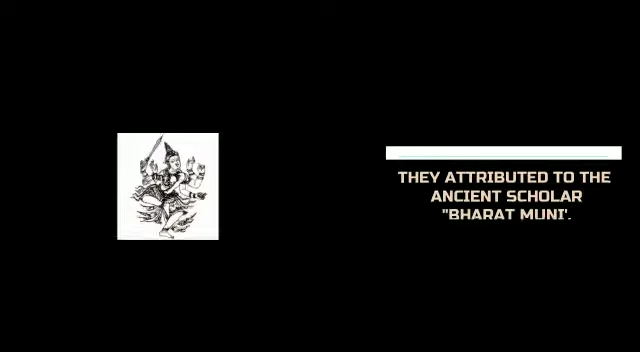 THEY ATTRIBUTED TO THE
ANCIENT SCHOLAR
"BHARAT MUNI'.